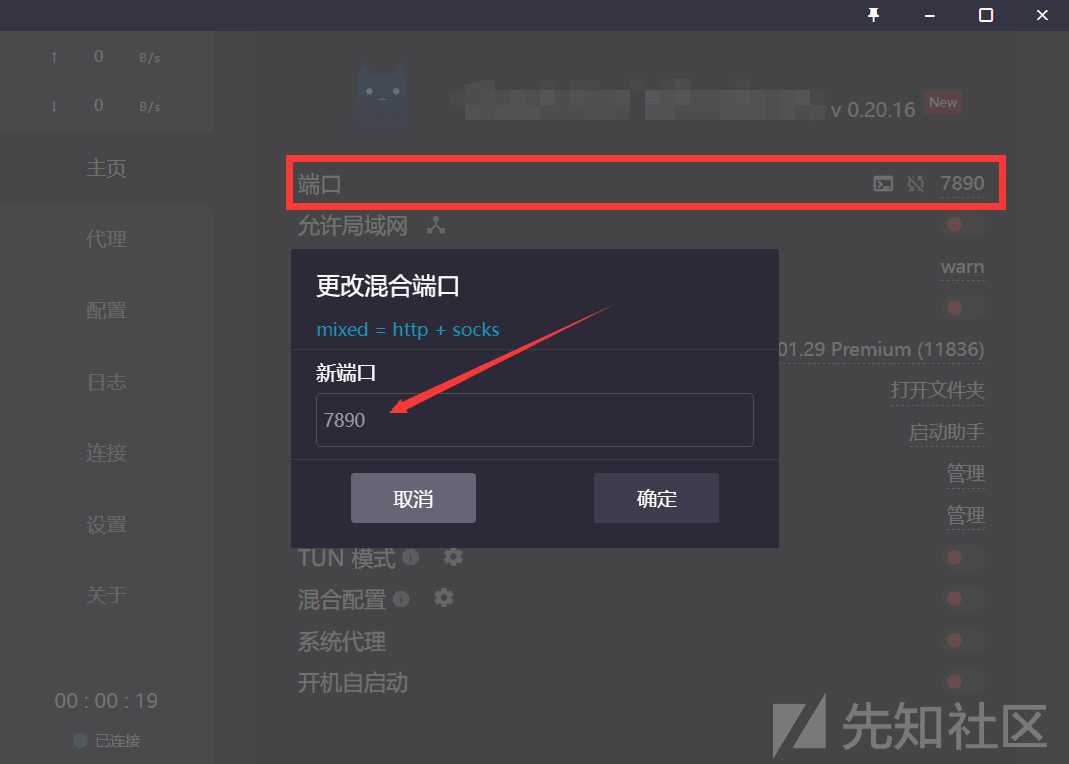 ↑ 0 B/s
↓ 0 B/s
主页
代理
配置
日志
连接
设置
关于
00 : 00 : 19
已连接
v 0.20.16 New
端口 7890
允许局域网
warn
更改混合端口
mixed = http + socks
新端口
7890
取消 确定
01.29 Premium (11836)
打开文件夹
启动助手
管理
管理
TUN 模式
混合配置
系统代理
开机自启动
先知社区